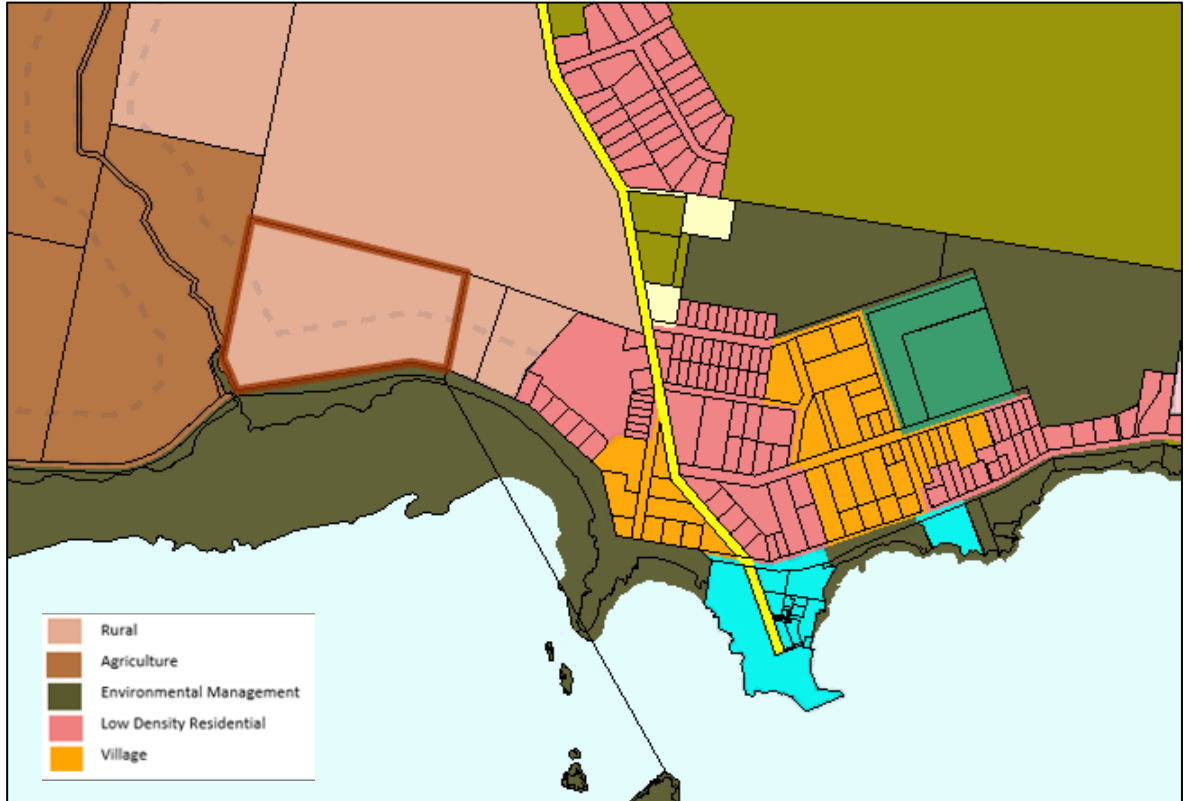 Rural
Agriculture
Environmental Management
Low Density Residential
Village